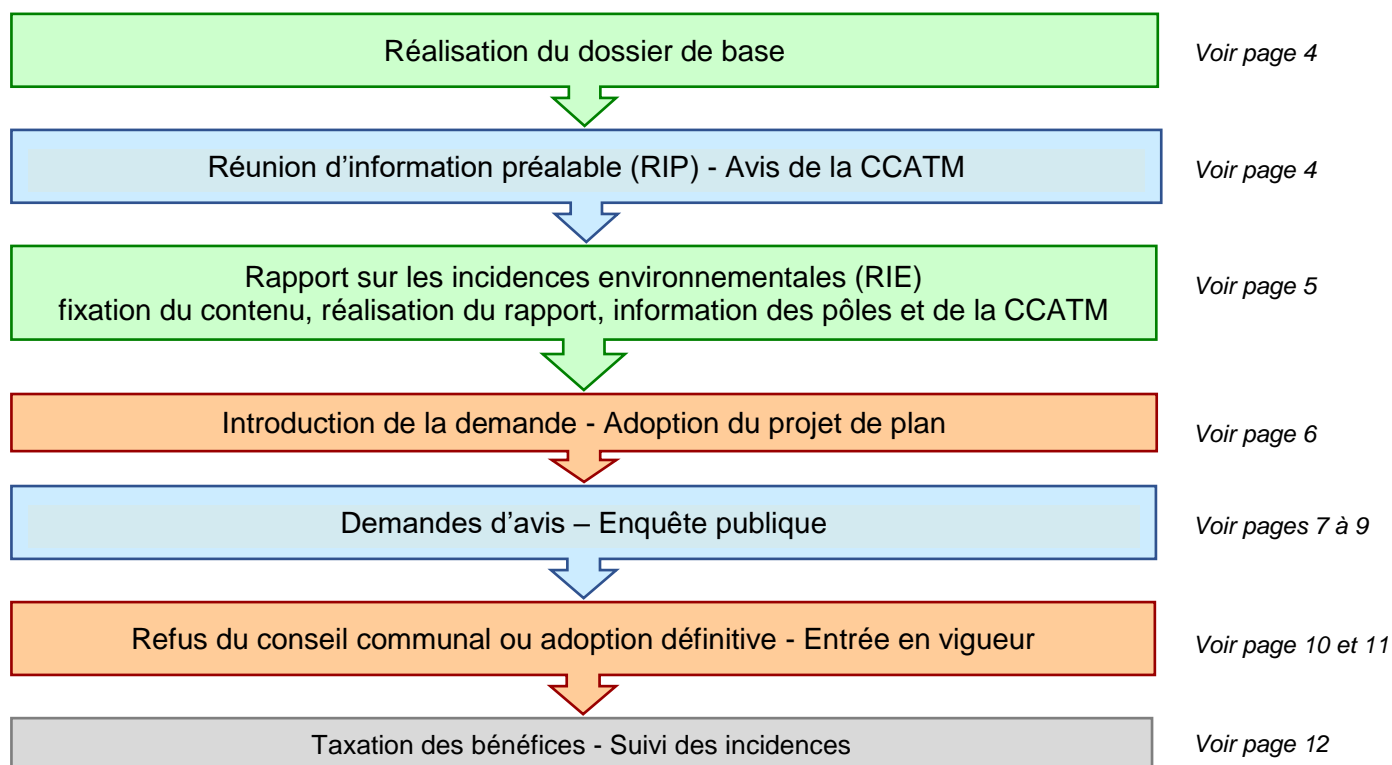 Réalisation du dossier de base
Voir page 4
Réunion d’information préalable (RIP) - Avis de la CCATM
Voir page 4
Rapport sur les incidences environnementales (RIE)
fixation du contenu, réalisation du rapport, information des pôles et de la CCATM
Voir page 5
Introduction de la demande - Adoption du projet de plan
Voir page 6
Demandes d’avis – Enquête publique
Voir pages 7 à 9
Refus du conseil communal ou adoption définitive - Entrée en vigueur
Voir page 10 et 11
Taxation des bénéfices - Suivi des incidences
Voir page 12